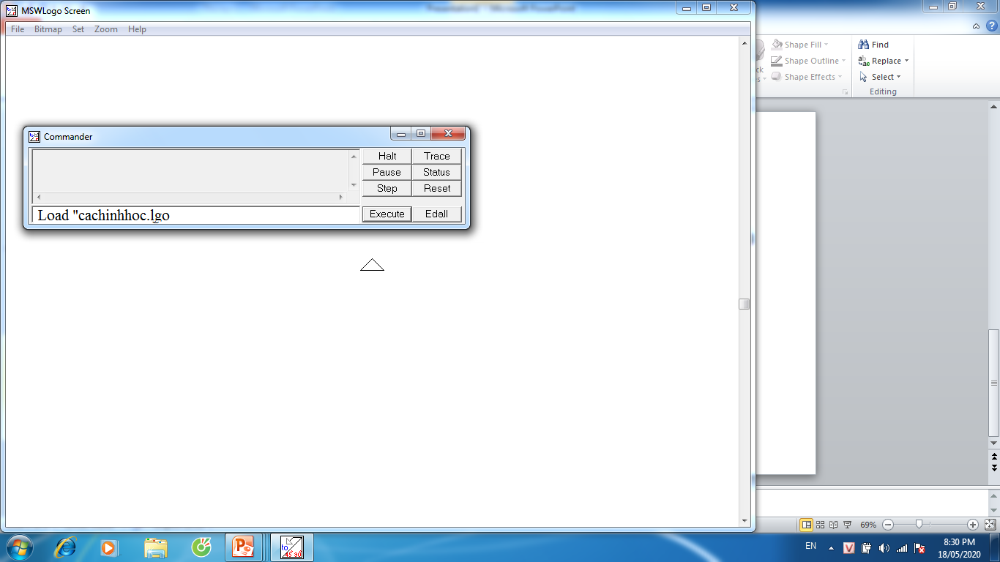 MSWLogo Screen
File Bitmap Set Zoom Help
Commander
Halt Trace
Pause Status
Step Reset
Load "cachinhhoc.lgo
Execute Edall
Shape Fill
Shape Outline
Shape Effects
Find
Replace
Select
Editing
69%
EN
8:30 PM
18/05/2020